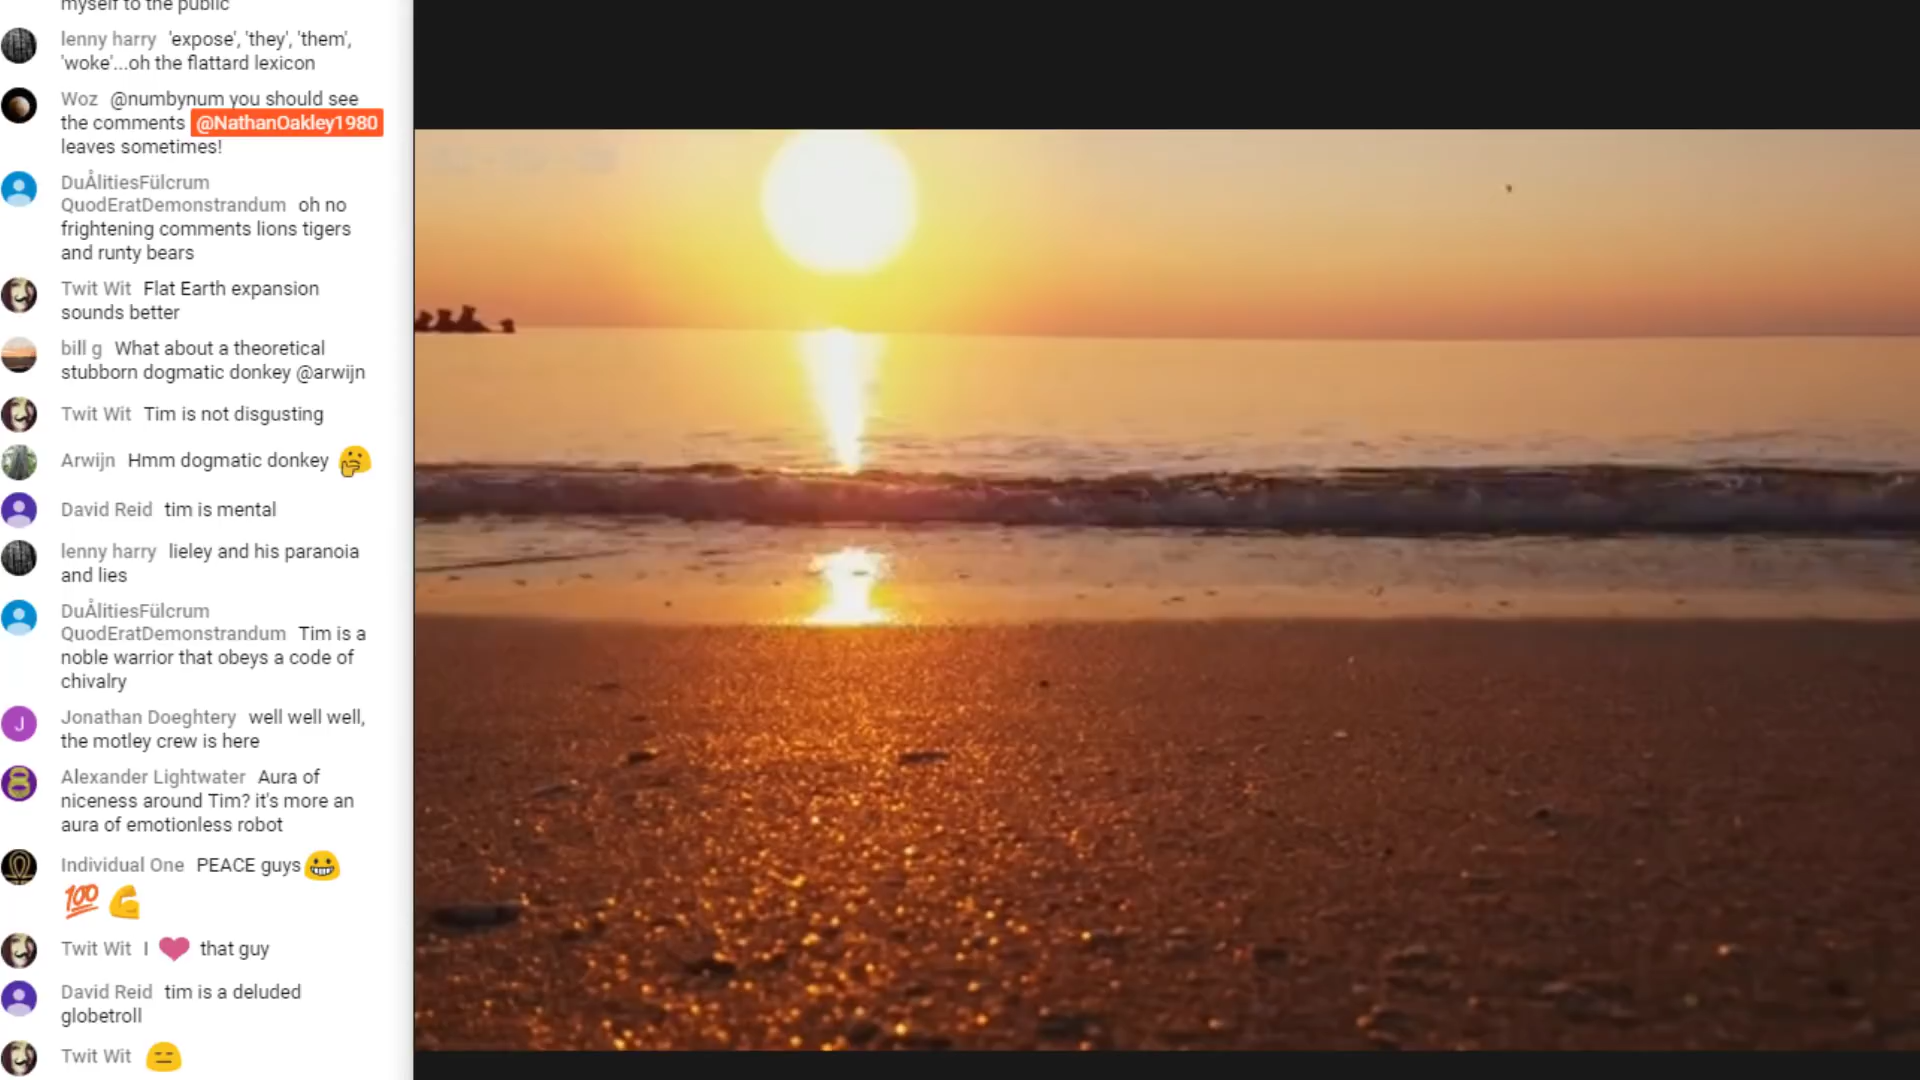 myself to the public
lenny harry 'expose', 'they', 'them',
'woke'...oh the flattard lexicon
Woz @numbynum you should see
the comments @NathanOakley1980
leaves sometimes!
DuÅlitiesFülcrum
QuodEratDemonstrandum oh no
frightening comments lions tigers
and runty bears
Twit Wit Flat Earth expansion
sounds better
bill g What about a theoretical
stubborn dogmatic donkey @arwijn
Twit Wit Tim is not disgusting
Arwijn Hmm dogmatic donkey 🤔
David Reid tim is mental
lenny harry lieley and his paranoia
and lies
DuÅlitiesFülcrum
QuodEratDemonstrandum Tim is a
noble warrior that obeys a code of
chivalry
J
Jonathan Doeghtery well well well,
the motley crew is here
Alexander Lightwater Aura of
niceness around Tim? it's more an
aura of emotionless robot
Individual One PEACE guys 😀
💯 💪
Twit Wit I ❤ that guy
David Reid tim is a deluded
globetroll
Twit Wit 😑